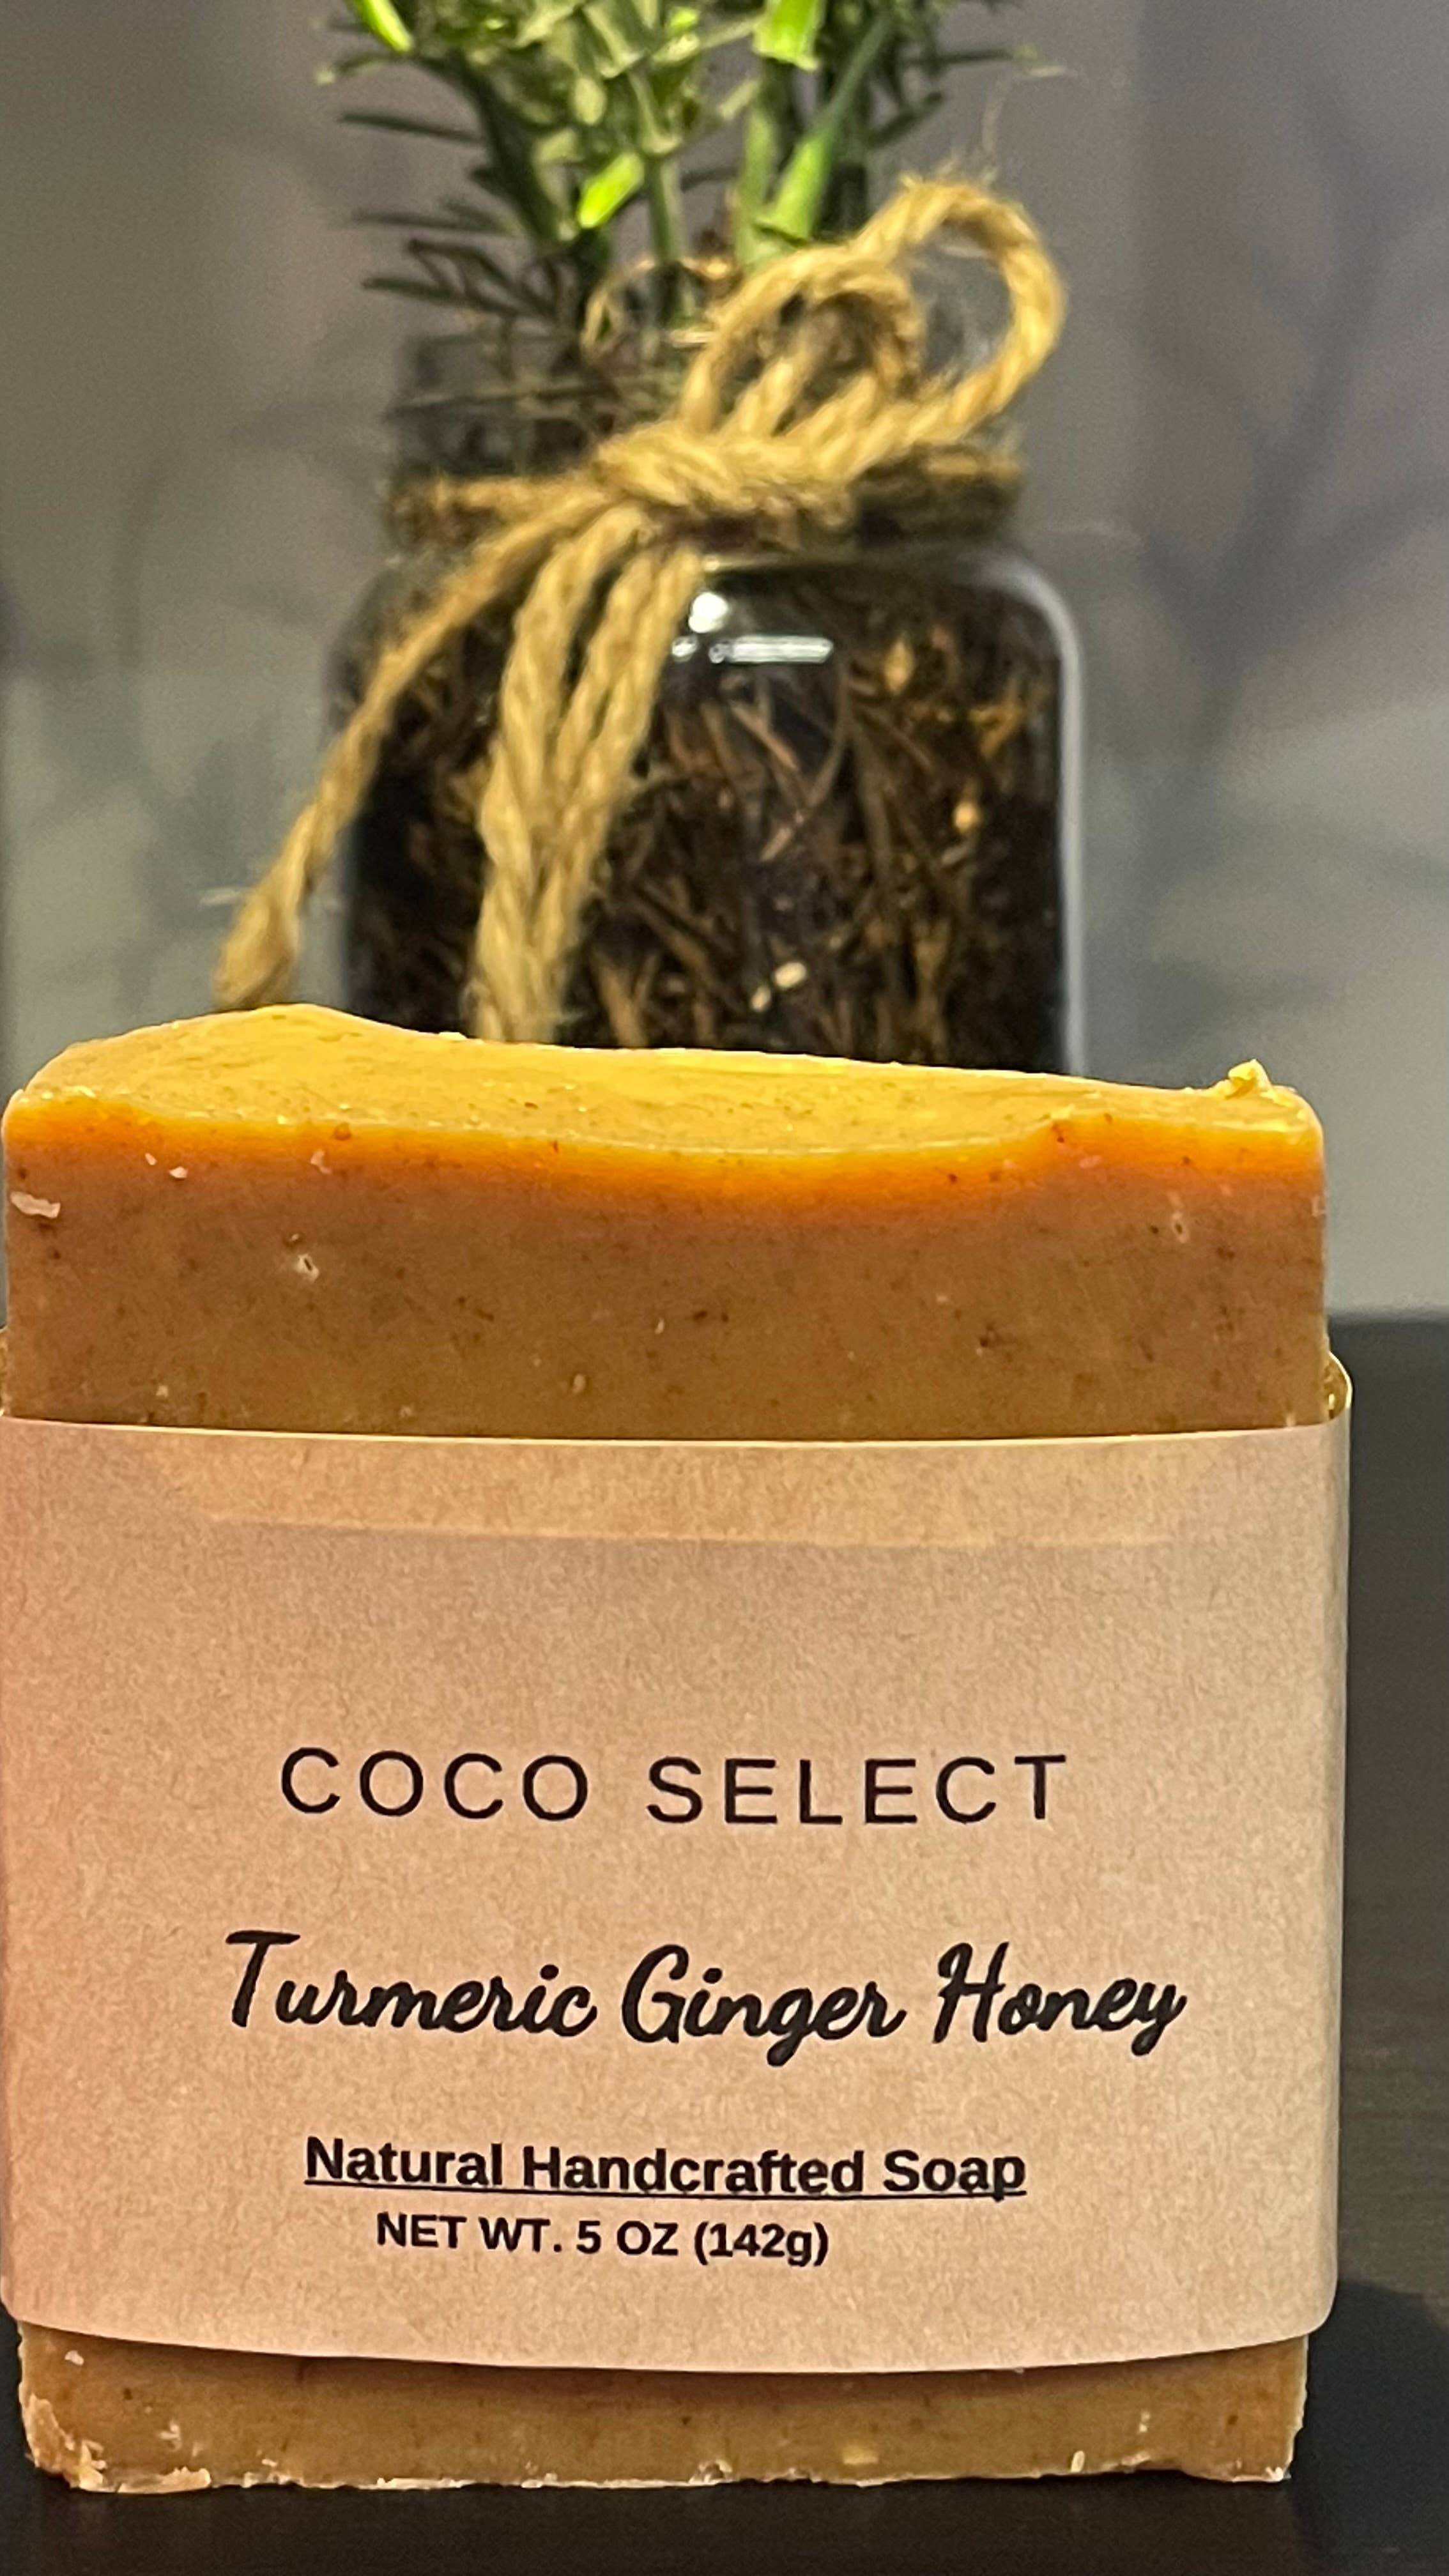 COCO SELECT
Turmeric Ginger Honey
Natural Handcrafted Soap
NET WT. 5 OZ (142g)